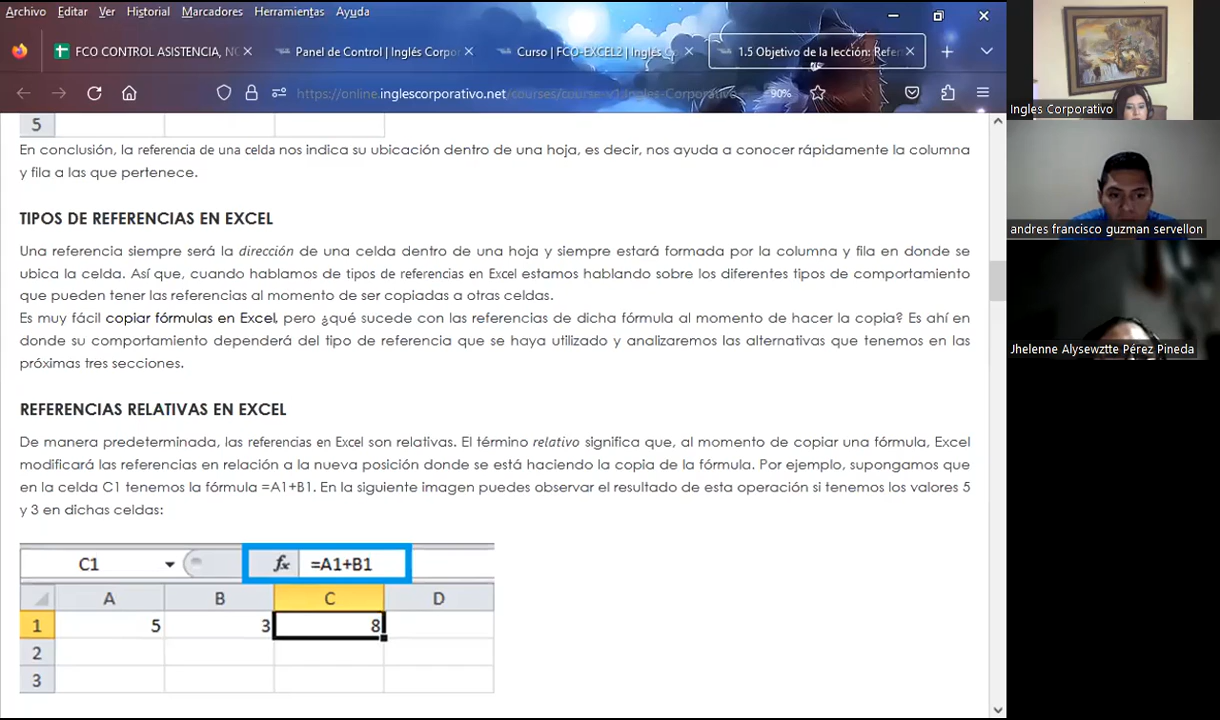 Archivo Editar Ver Historial Marcadores Herramientas Ayuda
FCO CONTROL ASISTENCIA, NO
Panel de Control | Inglés Corpor
Curso | FCO-EXCEL2 | Inglés Co
1.5 Objetivo de la lección: Refer
https://online.inglescorporativo.net/courses/course-v1:Ingles-Corporativo
90%
5
En conclusión, la referencia de una celda nos indica su ubicación dentro de una hoja, es decir, nos ayuda a conocer rápidamente la columna
y fila a las que pertenece.
TIPOS DE REFERENCIAS EN EXCEL
Una referencia siempre será la dirección de una celda dentro de una hoja y siempre estará formada por la columna y fila en donde se
ubica la celda. Así que, cuando hablamos de tipos de referencias en Excel estamos hablando sobre los diferentes tipos de comportamiento
que pueden tener las referencias al momento de ser copiadas a otras celdas.
Es muy fácil copiar fórmulas en Excel, pero ¿qué sucede con las referencias de dicha fórmula al momento de hacer la copia? Es ahí en
donde su comportamiento dependerá del tipo de referencia que se haya utilizado y analizaremos las alternativas que tenemos en las
próximas tres secciones.
REFERENCIAS RELATIVAS EN EXCEL
De manera predeterminada, las referencias en Excel son relativas. El término relativo significa que, al momento de copiar una fórmula, Excel
modificará las referencias en relación a la nueva posición donde se está haciendo la copia de la fórmula. Por ejemplo, supongamos que
en la celda C1 tenemos la fórmula =A1+B1. En la siguiente imagen puedes observar el resultado de esta operación si tenemos los valores 5
y 3 en dichas celdas:
C1 fx =A1+B1
A B C D
1 5 3 8
2
3
Ingles Corporativo
andres francisco guzman servellon
Jhelenne Alysewztte Pérez Pineda